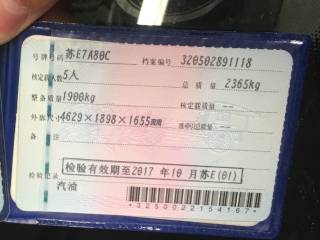 号牌号码 苏E7A80C 档案编号 320502891118
核定载人数 5人 总质量 2365kg
整备质量 1900kg 核定载质量 --
外廓尺寸 4629×1898×1655mm 准牵引总质量 --
备注
检验有效期至2017年10月苏E(01)
检验记录
汽油
*3250022154167*